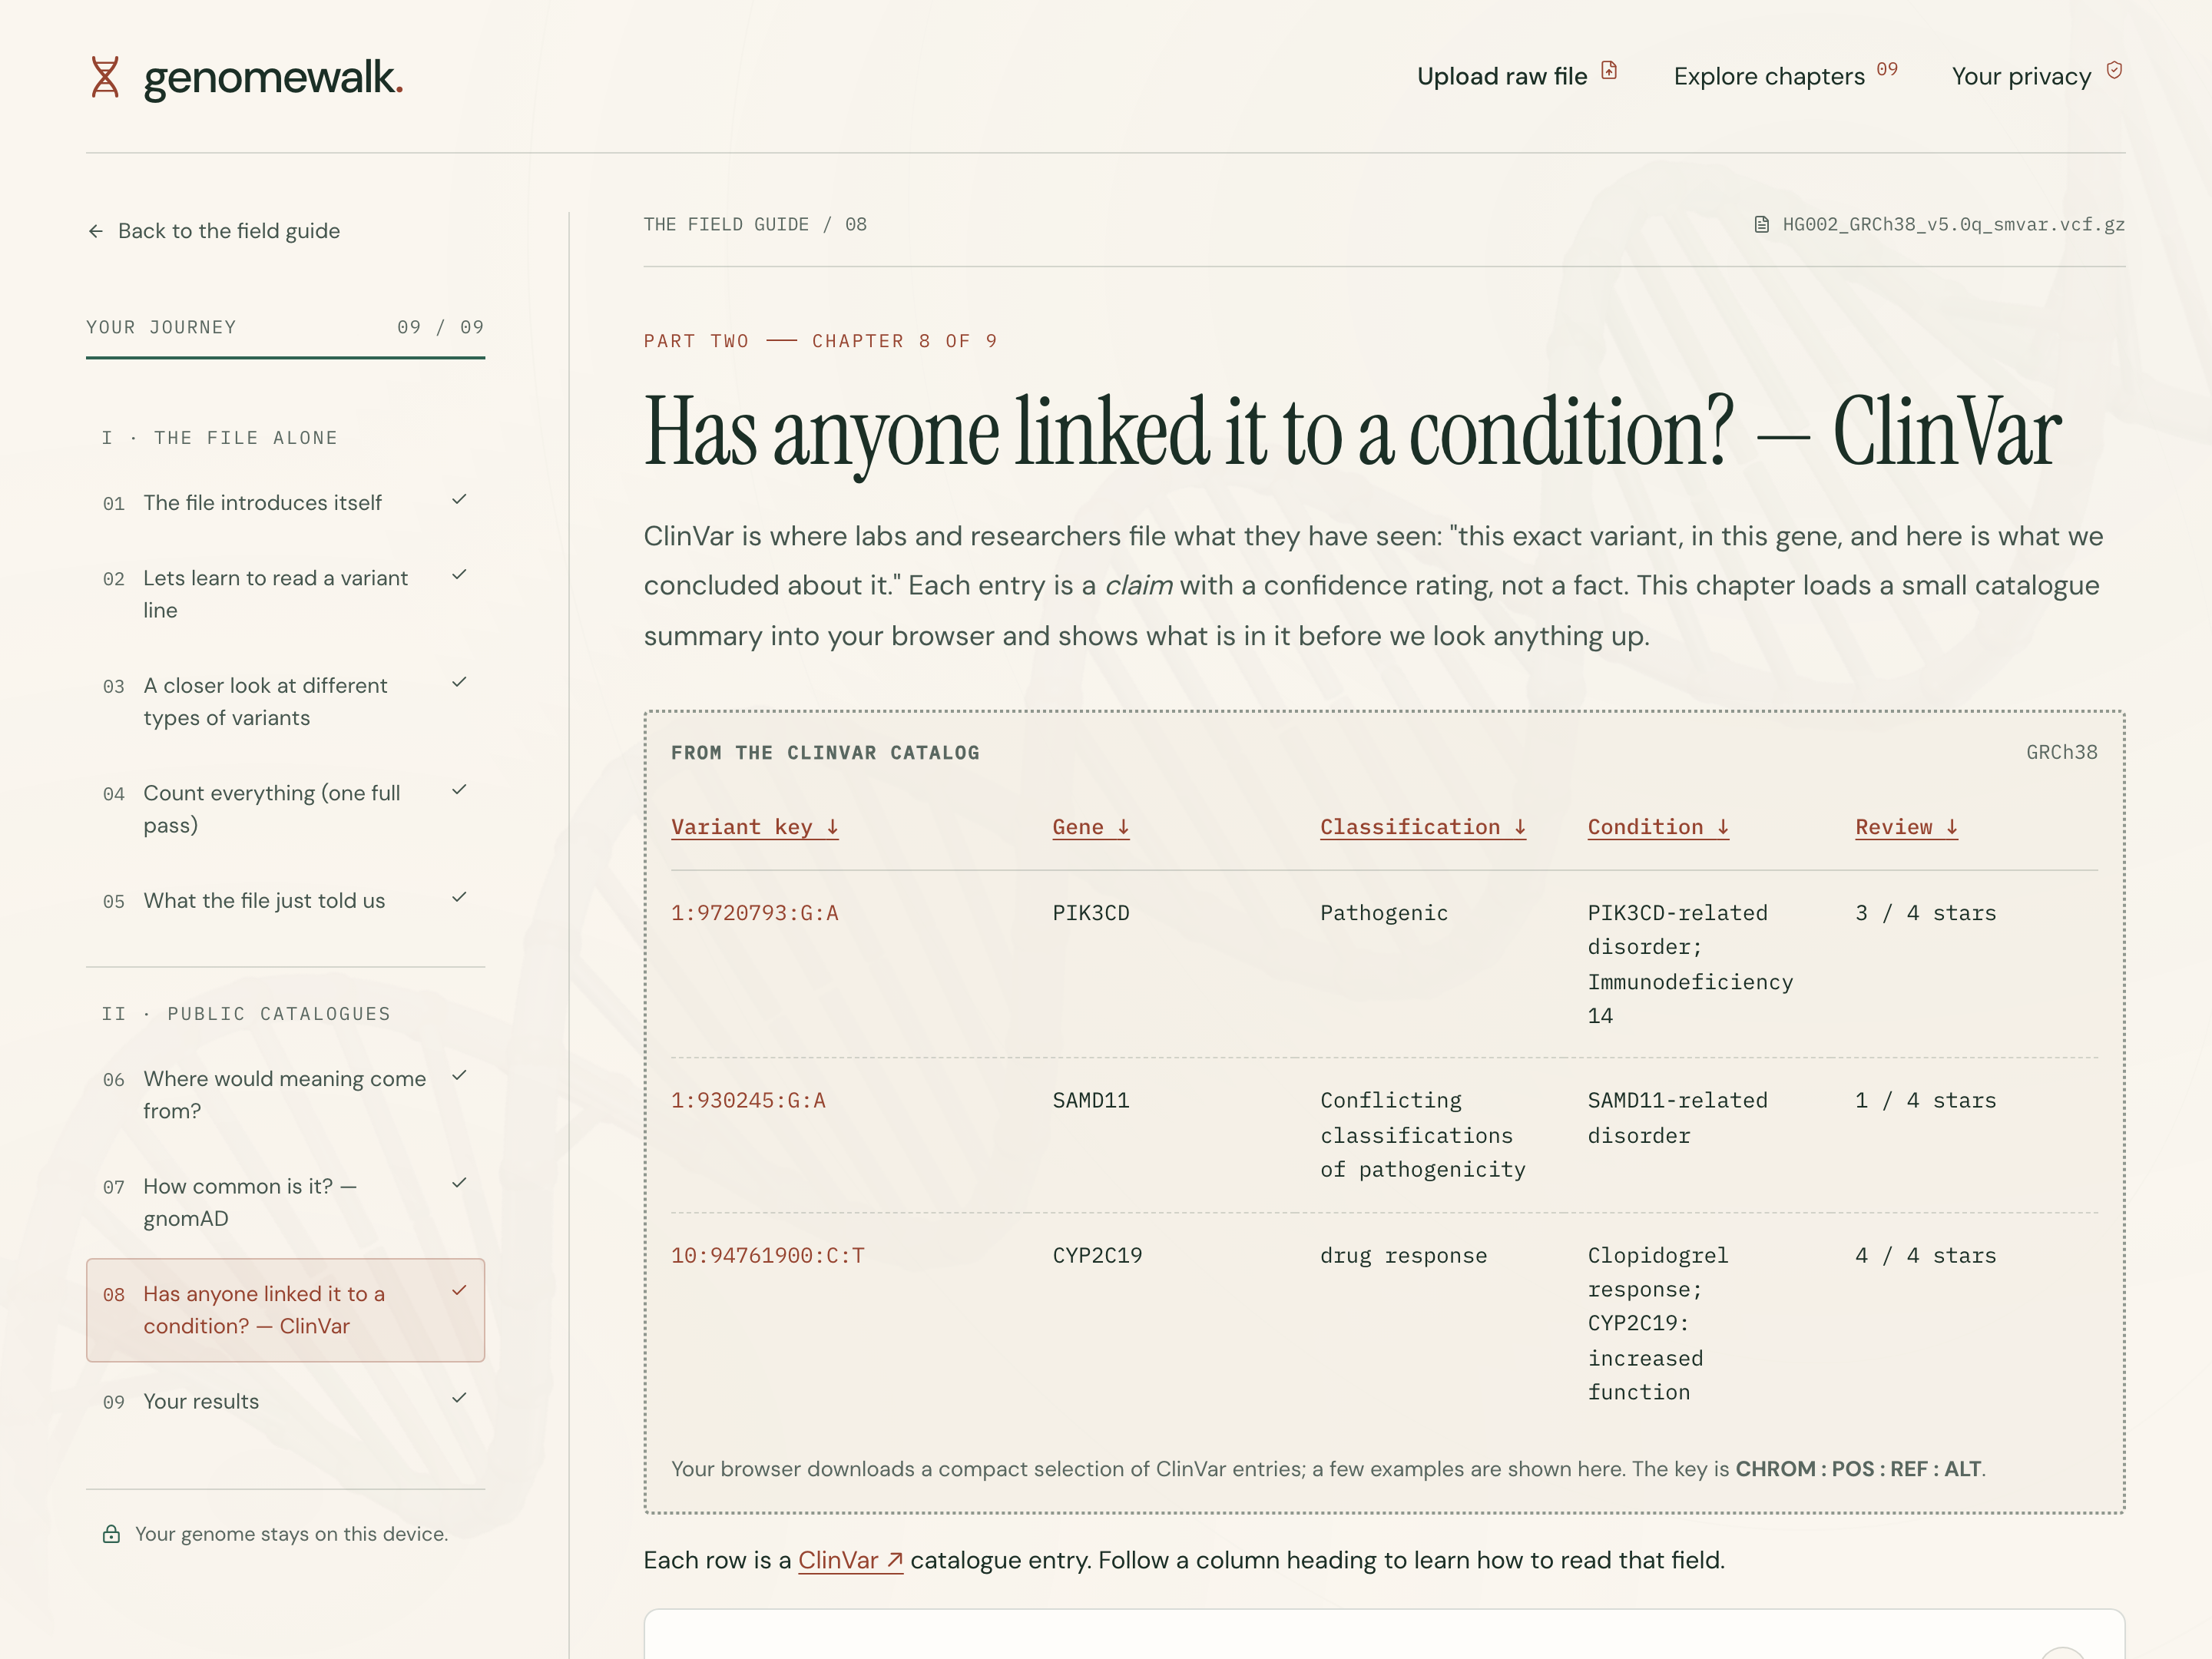 genomewalk.
Upload raw file
Explore chapters 09
Your privacy
← Back to the field guide
YOUR JOURNEY 09 / 09
I · THE FILE ALONE
01 The file introduces itself
02 Lets learn to read a variant
line
03 A closer look at different
types of variants
04 Count everything (one full
pass)
05 What the file just told us
II · PUBLIC CATALOGUES
06 Where would meaning come
from?
07 How common is it? —
gnomAD
08 Has anyone linked it to a
condition? — ClinVar
09 Your results
Your genome stays on this device.
THE FIELD GUIDE / 08
HG002_GRCh38_v5.0q_smvar.vcf.gz
PART TWO — CHAPTER 8 OF 9
Has anyone linked it to a condition? — ClinVar
ClinVar is where labs and researchers file what they have seen: "this exact variant, in this gene, and here is what we
concluded about it." Each entry is a claim with a confidence rating, not a fact. This chapter loads a small catalogue
summary into your browser and shows what is in it before we look anything up.
FROM THE CLINVAR CATALOG
GRCh38
Variant key ↓ Gene ↓ Classification ↓ Condition ↓ Review ↓
1:9720793:G:A PIK3CD Pathogenic PIK3CD-related 3 / 4 stars
disorder;
Immunodeficiency
14
1:930245:G:A SAMD11 Conflicting SAMD11-related 1 / 4 stars
classifications disorder
of pathogenicity
10:94761900:C:T CYP2C19 drug response Clopidogrel 4 / 4 stars
response;
CYP2C19:
increased
function
Your browser downloads a compact selection of ClinVar entries; a few examples are shown here. The key is CHROM : POS : REF : ALT.
Each row is a ClinVar ↗ catalogue entry. Follow a column heading to learn how to read that field.